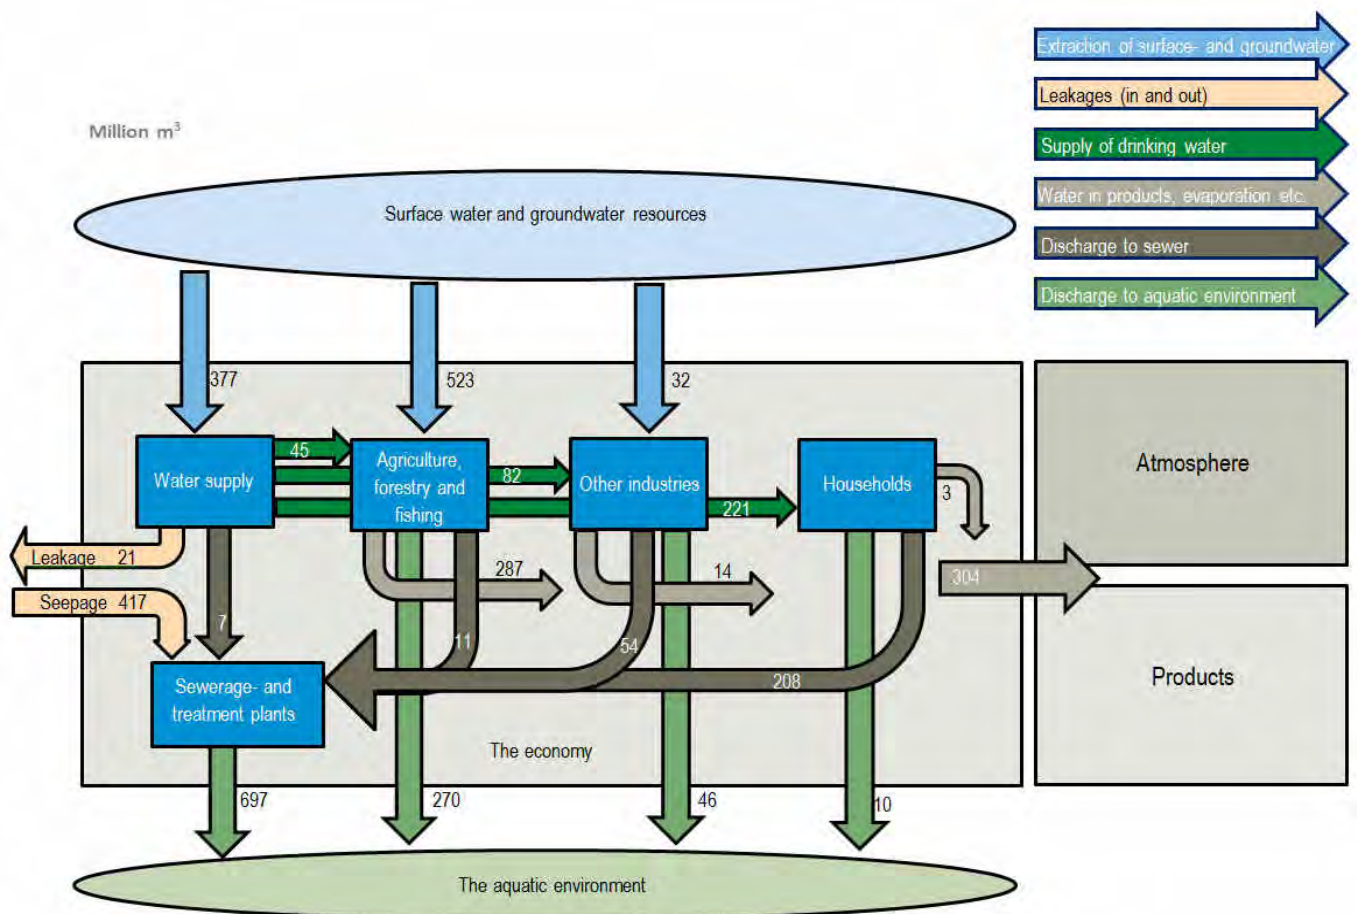 Extraction of surface- and groundwater
Leakages (in and out)
Million m³
Supply of drinking water
Water in products, evaporation etc.
Surface water and groundwater resources
Discharge to sewer
Discharge to aquatic environment
377
523
32
45
Agriculture,
forestry and
fishing
Water supply
82
Other industries
Households
3
221
Atmosphere
Leakage 21
287
14
304
Seepage 417
7
11
54
208
Sewerage- and
treatment plants
Products
The economy
697
270
46
10
The aquatic environment